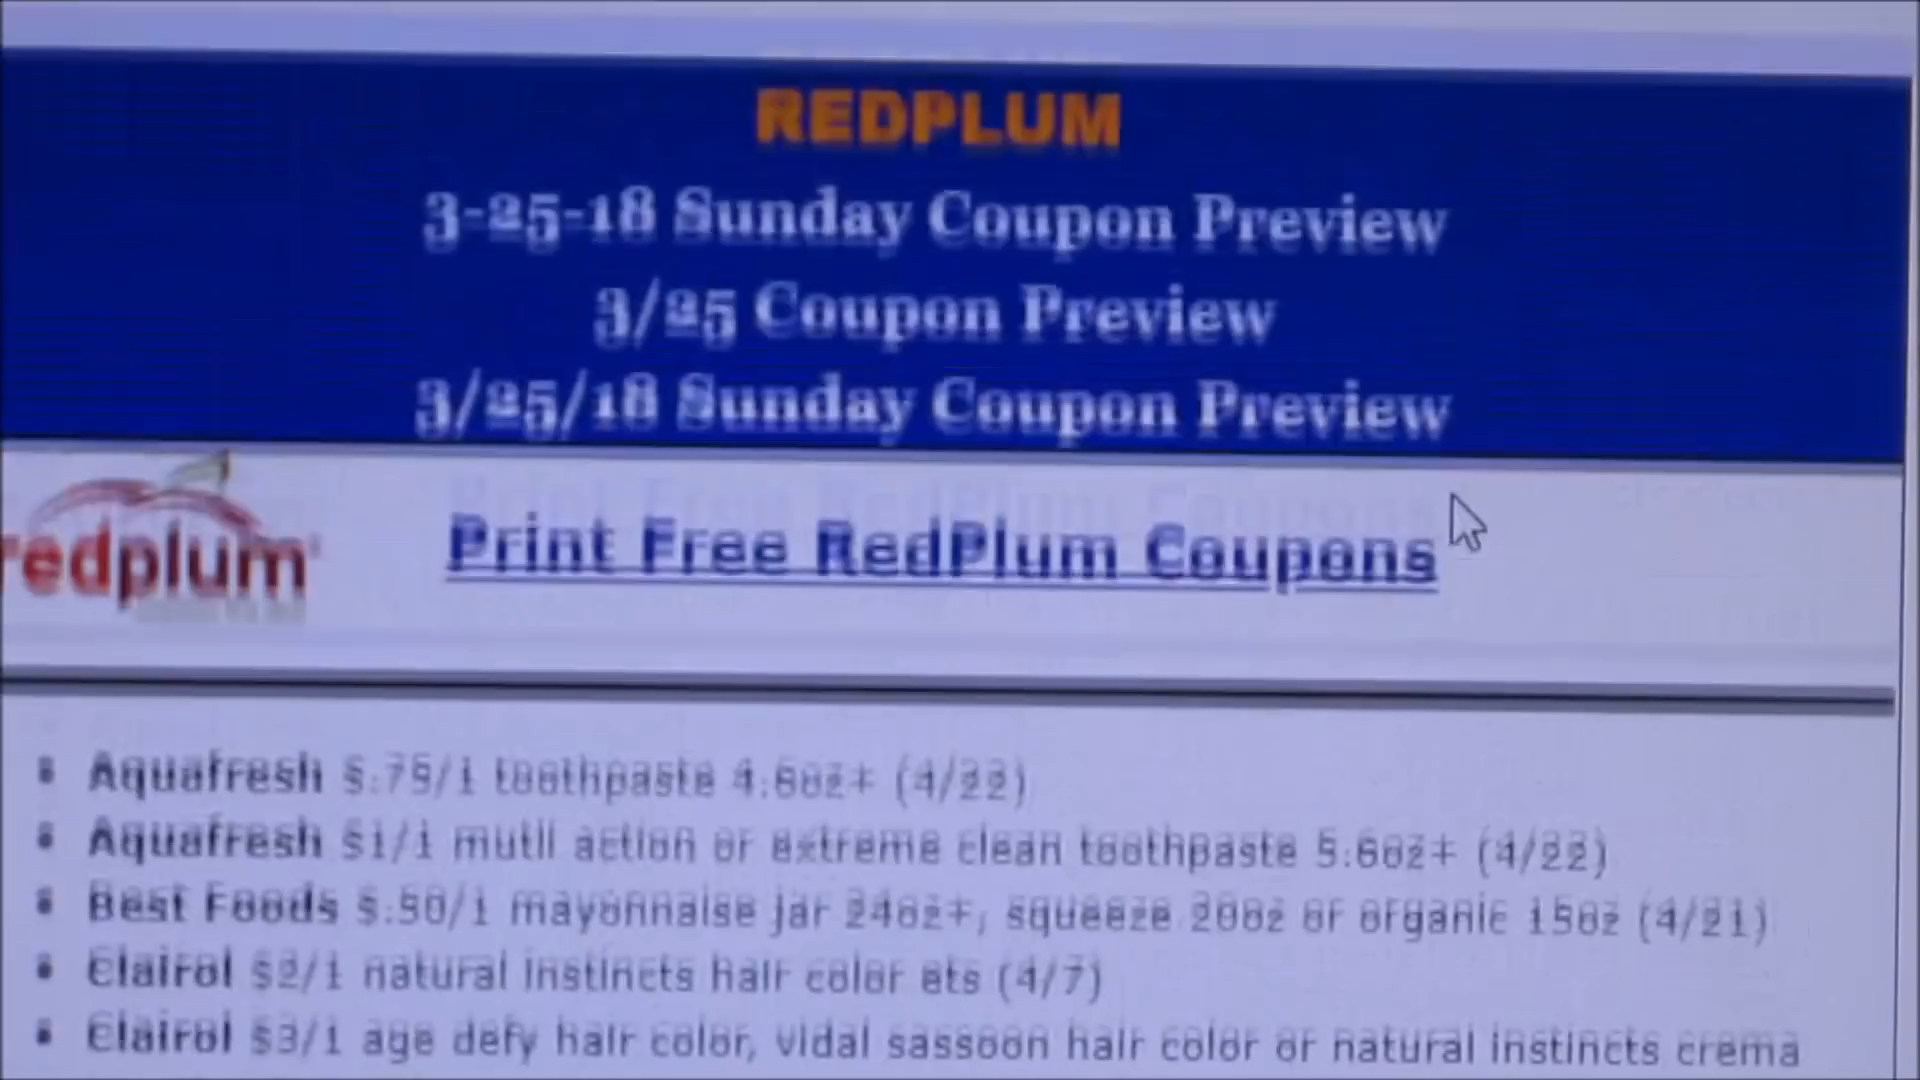 REDPLUM
3-25-18 Sunday Coupon Preview
3/25 Coupon Preview
3/25/18 Sunday Coupon Preview
redplum
Print Free RedPlum Coupons
Aquafresh $.75/1 toothpaste 4.6oz+ (4/22)
Aquafresh $1/1 mutli action or extreme clean toothpaste 5.6oz+ (4/22)
Best Foods $.50/1 mayonnaise jar 24oz+, squeeze 20oz or organic 15oz (4/21)
Clairol $2/1 natural instincts hair color ets (4/7)
Clairol $3/1 age defy hair color, vidal sassoon hair color or natural instincts crema